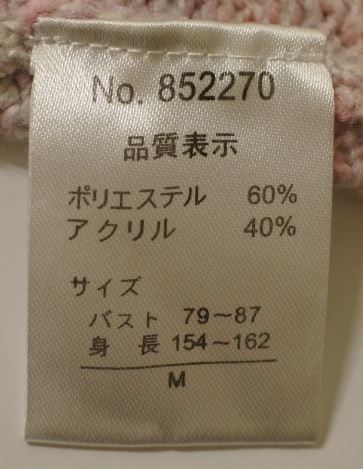 No. 852270
品質表示
ポリエステル 60%
アクリル 40%
サイズ
バスト 79～87
身長 154～162
M